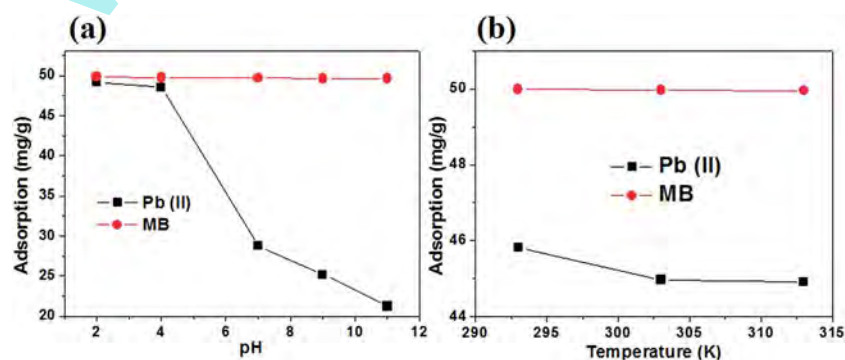 (a)
Adsorption (mg/g)
50
45
40
35
30
25
20
Pb (II)
MB
2 4 6 8 10 12
pH
(b)
Adsorption (mg/g)
50
48
46
44
Pb (II)
MB
290 295 300 305 310 315
Temperature (K)